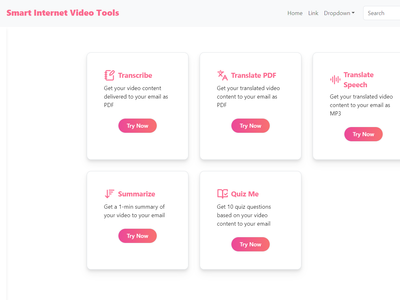 Smart Internet Video Tools
Home Link Dropdown Search
Transcribe
Get your video content
delivered to your email as
PDF
Try Now
Translate PDF
Get your translated video
content to your email as
PDF
Try Now
Translate
Speech
Get your translated video
content to your email as
MP3
Try Now
Summarize
Get a 1-min summary of
your video to your email
Try Now
Quiz Me
Get 10 quiz questions
based on your video
content to your email
Try Now